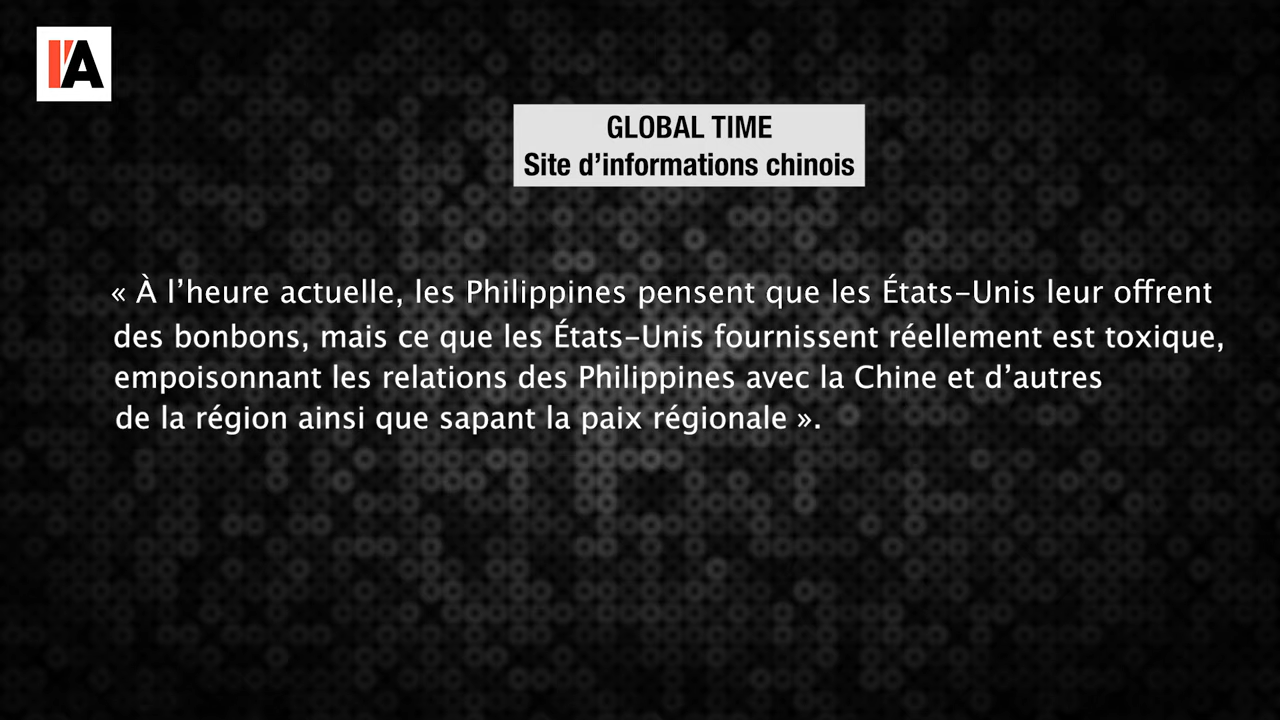 I'A
GLOBAL TIME
Site d’informations chinois
« À l’heure actuelle, les Philippines pensent que les États-Unis leur offrent
des bonbons, mais ce que les États-Unis fournissent réellement est toxique,
empoisonnant les relations des Philippines avec la Chine et d’autres
de la région ainsi que sapant la paix régionale ».